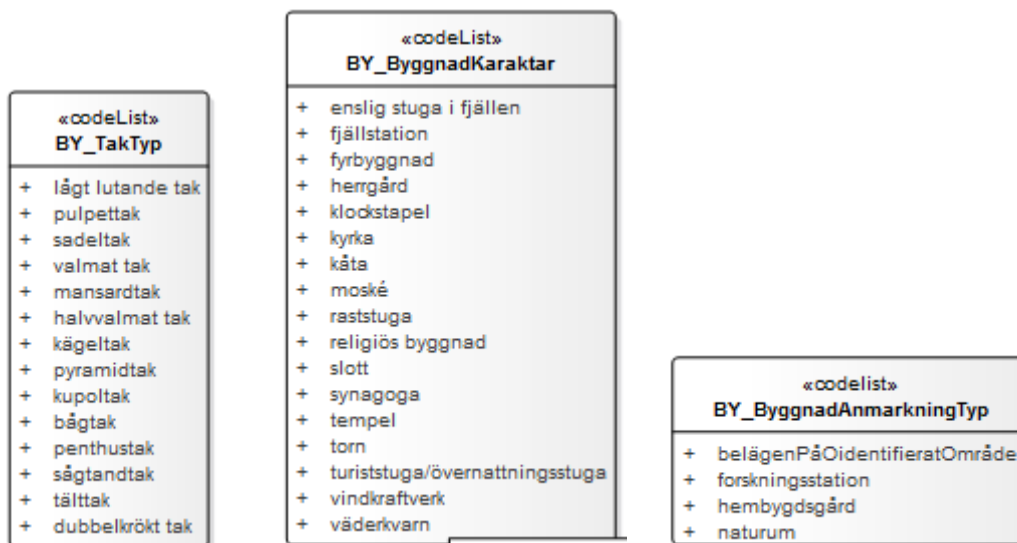 «codeList»
BY_TakTyp
+ lågt lutande tak
+ pulpettak
+ sadeltak
+ valmat tak
+ mansardtak
+ halvvalmat tak
+ kägeltak
+ pyramidtak
+ kupoltak
+ bågtak
+ penthustak
+ sågtandtak
+ tälttak
+ dubbelkrökt tak
«codeList»
BY_ByggnadKaraktar
+ enslig stuga i fjällen
+ fjällstation
+ fyrbyggnad
+ herrgård
+ klockstapel
+ kyrka
+ kåta
+ moské
+ raststuga
+ religiös byggnad
+ slott
+ synagoga
+ tempel
+ torn
+ turiststuga/övernattningsstuga
+ vindkraftverk
+ väderkvarn
«codelist»
BY_ByggnadAnmarkningTyp
+ belägenPåOidentifieratOmråde
+ forskningsstation
+ hembygdsgård
+ naturum